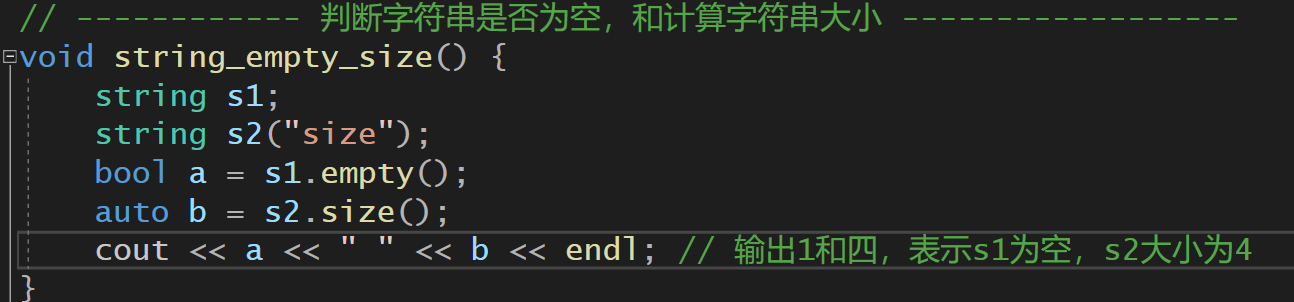 // ------------ 判断字符串是否为空，和计算字符串大小 ------------------
void string_empty_size() {
    string s1;
    string s2("size");
    bool a = s1.empty();
    auto b = s2.size();
    cout << a << " " << b << endl; // 输出1和四，表示s1为空，s2大小为4
}